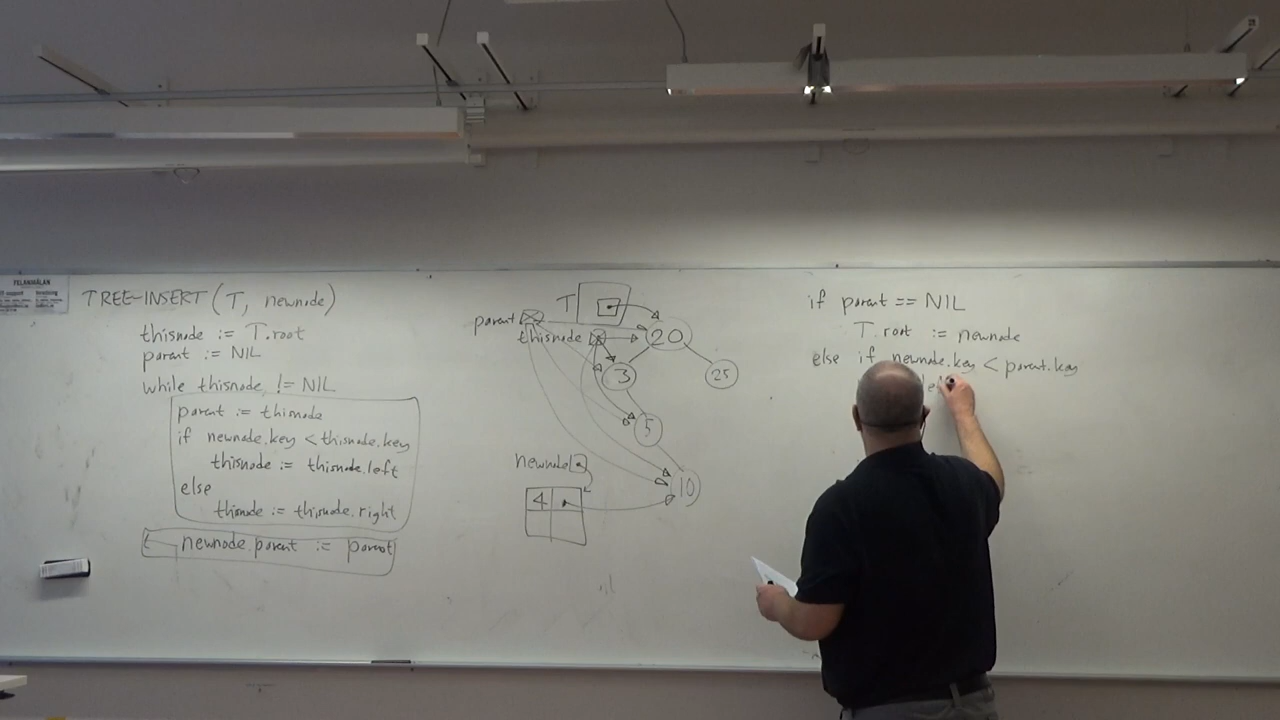 FELANMÄLAN
TREE-INSERT (T, newnode)
thisnode := T.root
parent := NIL
while thisnode != NIL
parent := thisnode
if newnode.key < thisnode.key
thisnode := thisnode.left
else
thisnode := thisnode.right
newnode.parent := parent
T
parent
thisnode
20
3
25
5
10
newnode
4
if parent == NIL
T.root := newnode
else if newnode.key < parent.key